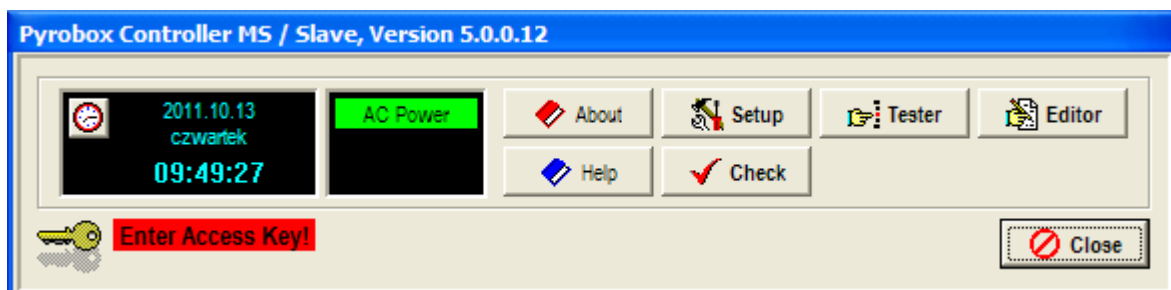 Pyrobox Controller MS / Slave, Version 5.0.0.12
2011.10.13
czwartek
09:49:27
AC Power
About
Setup
Tester
Editor
Help
Check
Enter Access Key!
Close